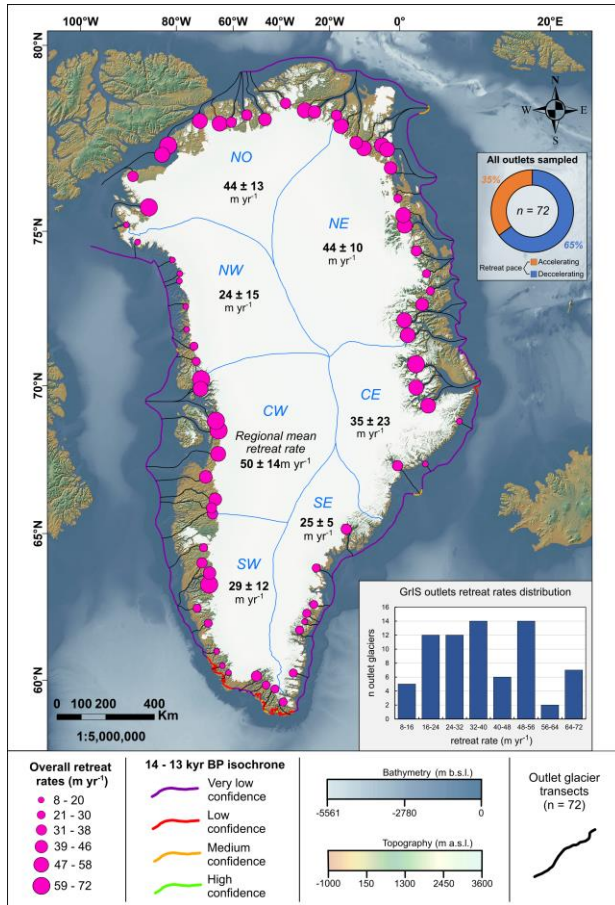 80°W 60°W 40°W 20°W 0° 20°E
80°N
75°N
70°N
65°N
60°N
N
W E
S
All outlets sampled
35%
n = 72
65%
Retreat pace
Accelerating
Deccelerating
NO
44 ± 13
m yr⁻¹
NE
44 ± 10
m yr⁻¹
NW
24 ± 15
m yr⁻¹
CW
Regional mean
retreat rate
50 ± 14 m yr⁻¹
CE
35 ± 23
m yr⁻¹
SE
25 ± 5
m yr⁻¹
SW
29 ± 12
m yr⁻¹
0 100 200 400
Km
1:5,000,000
GrIS outlets retreat rates distribution
n outlet glaciers
16
14
12
10
8
6
4
2
0
8-16 16-24 24-32 32-40 40-48 48-56 56-64 64-72
retreat rate (m yr⁻¹)
Overall retreat
rates (m yr⁻¹)
8 - 20
21 - 30
31 - 38
39 - 46
47 - 58
59 - 72
14 - 13 kyr BP isochrone
Very low
confidence
Low
confidence
Medium
confidence
High
confidence
Bathymetry (m b.s.l.)
-5561 -2780 0
Topography (m a.s.l.)
-1000 150 1300 2450 3600
Outlet glacier
transects
(n = 72)